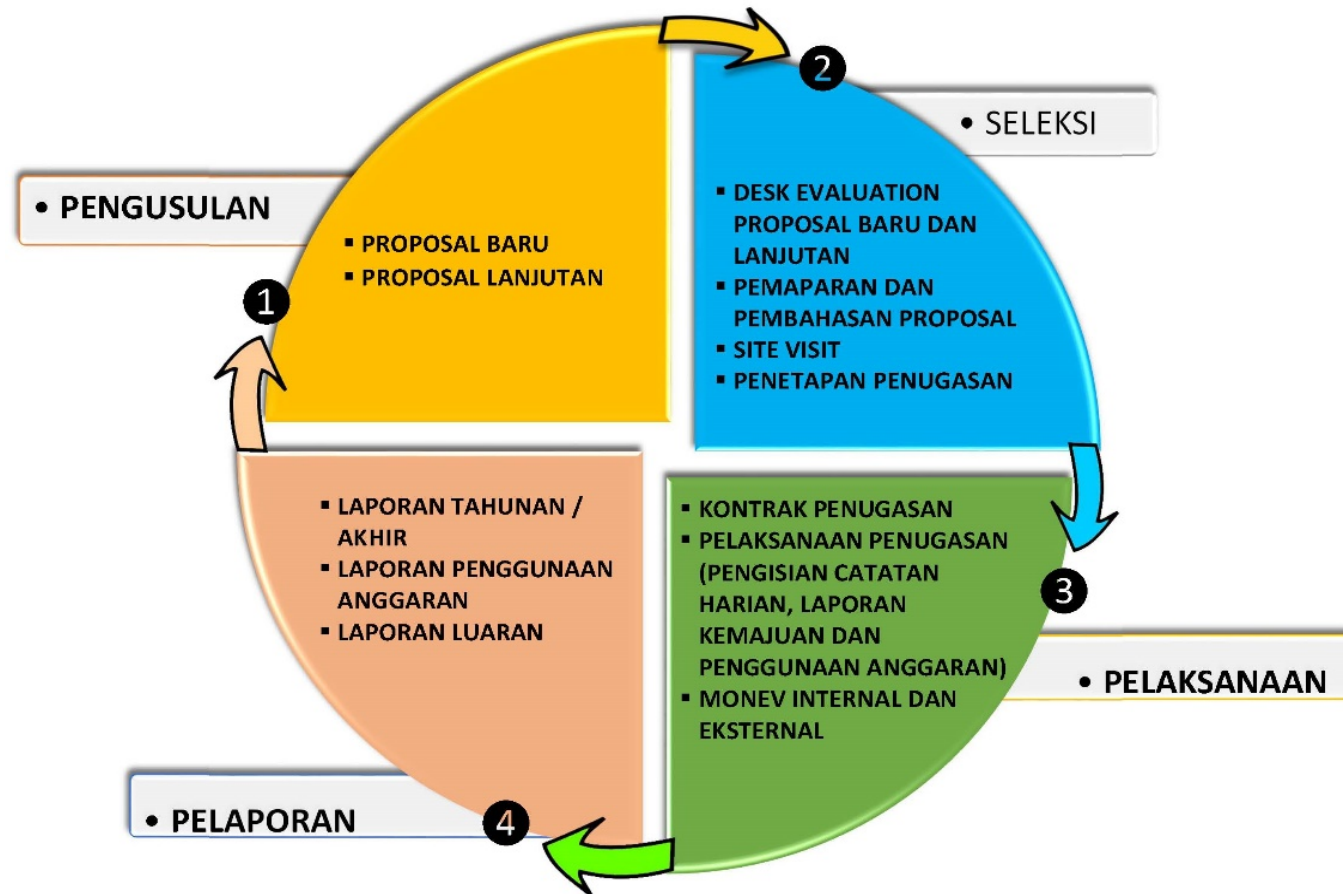 1
• PENGUSULAN
▪ PROPOSAL BARU
▪ PROPOSAL LANJUTAN
2
• SELEKSI
▪ DESK EVALUATION
PROPOSAL BARU DAN
LANJUTAN
▪ PEMAPARAN DAN
PEMBAHASAN PROPOSAL
▪ SITE VISIT
▪ PENETAPAN PENUGASAN
3
• PELAKSANAAN
▪ KONTRAK PENUGASAN
▪ PELAKSANAAN PENUGASAN
(PENGISIAN CATATAN
HARIAN, LAPORAN
KEMAJUAN DAN
PENGGUNAAN ANGGARAN)
▪ MONEV INTERNAL DAN
EKSTERNAL
4
• PELAPORAN
▪ LAPORAN TAHUNAN /
AKHIR
▪ LAPORAN PENGGUNAAN
ANGGARAN
▪ LAPORAN LUARAN